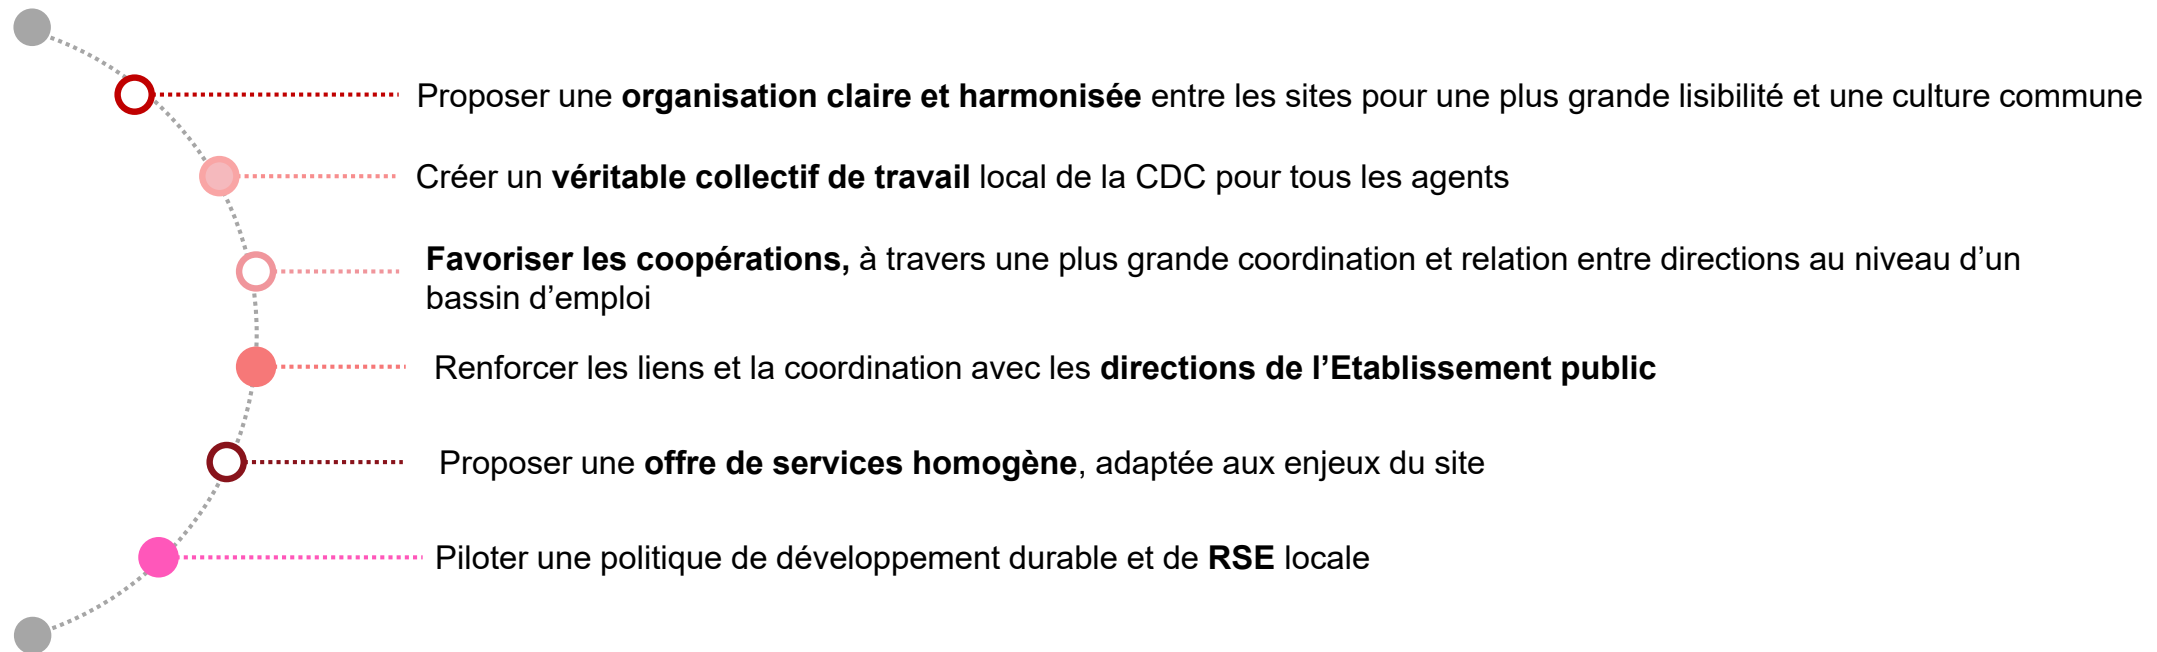 Proposer une organisation claire et harmonisée entre les sites pour une plus grande lisibilité et une culture commune
Créer un véritable collectif de travail local de la CDC pour tous les agents
Favoriser les coopérations, à travers une plus grande coordination et relation entre directions au niveau d’un
bassin d’emploi
Renforcer les liens et la coordination avec les directions de l’Etablissement public
Proposer une offre de services homogène, adaptée aux enjeux du site
Piloter une politique de développement durable et de RSE locale